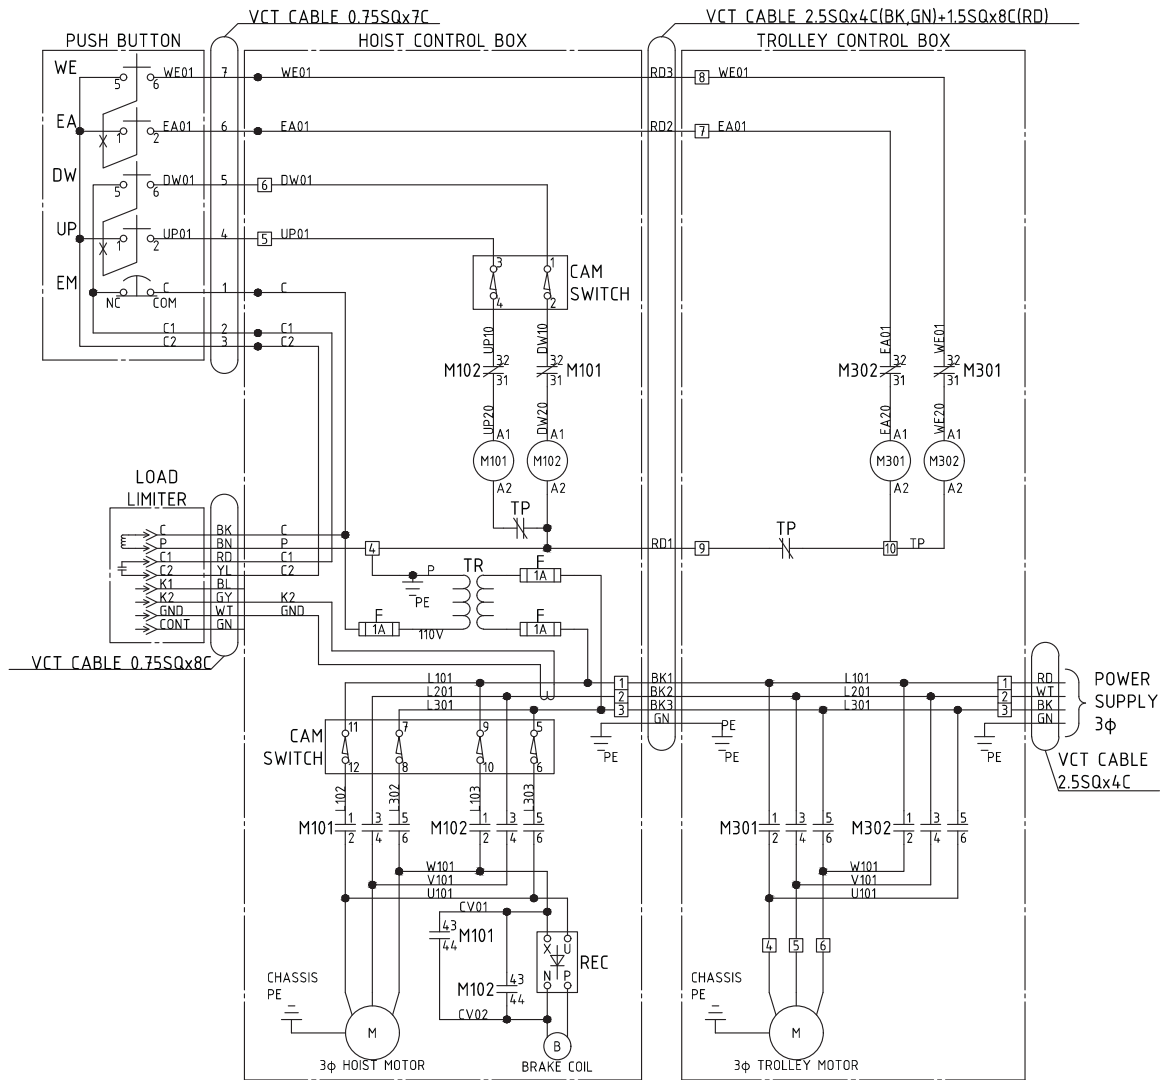 VCT CABLE 0.75SQx7C
VCT CABLE 2.5SQx4C(BK,GN)+1.5SQx8C(RD)
PUSH BUTTON
HOIST CONTROL BOX
TROLLEY CONTROL BOX
WE 5 6 WE01 7 WE01 RD3 8 WE01
EA 1 2 EA01 6 EA01 RD2 7 EA01
DW 5 6 DW01 5 6 DW01
UP 1 2 UP01 4 5 UP01
EM NC COM C 1 C
3 1 CAM
4 2 SWITCH
C1 2 C1
C2 3 C2
UP10 DW10 EA01 WE01
M102 32 31 32 31 M101
M302 32 31 32 31 M301
UP20 DW20 EA20 WE20
A1 A1 A1 A1
M101 M102 M301 M302
A2 A2 A2 A2
LOAD
LIMITER
TP TP
C BK C
P BN 4 RD1 9 10 TP
C1 RD C1
C2 YL C2
K1 BL
K2 GY K2
GND WT GND
CONT GN
P TR F 1A
PE
F 1A 110V F 1A
VCT CABLE 0.75SQx8C
L101 1 BK1 L101 1 RD
L201 2 BK2 L201 2 WT
L301 3 BK3 L301 3 BK
GN PE GN
PE PE PE
POWER
SUPPLY
3ϕ
VCT CABLE
2.5SQx4C
CAM
SWITCH
11 7 9 5
12 8 10 6
L102 L302 L103 L303
M101 1 2 3 4 5 6
M102 1 2 3 4 5 6
M301 1 2 3 4 5 6
M302 1 2 3 4 5 6
W101 W101
V101 V101
U101 U101
CV01
43 44 M101
X U
N P
REC
M102 43 44
CV02
4 5 6
CHASSIS
PE
CHASSIS
PE
M B M
3ϕ HOIST MOTOR
BRAKE COIL
3ϕ TROLLEY MOTOR